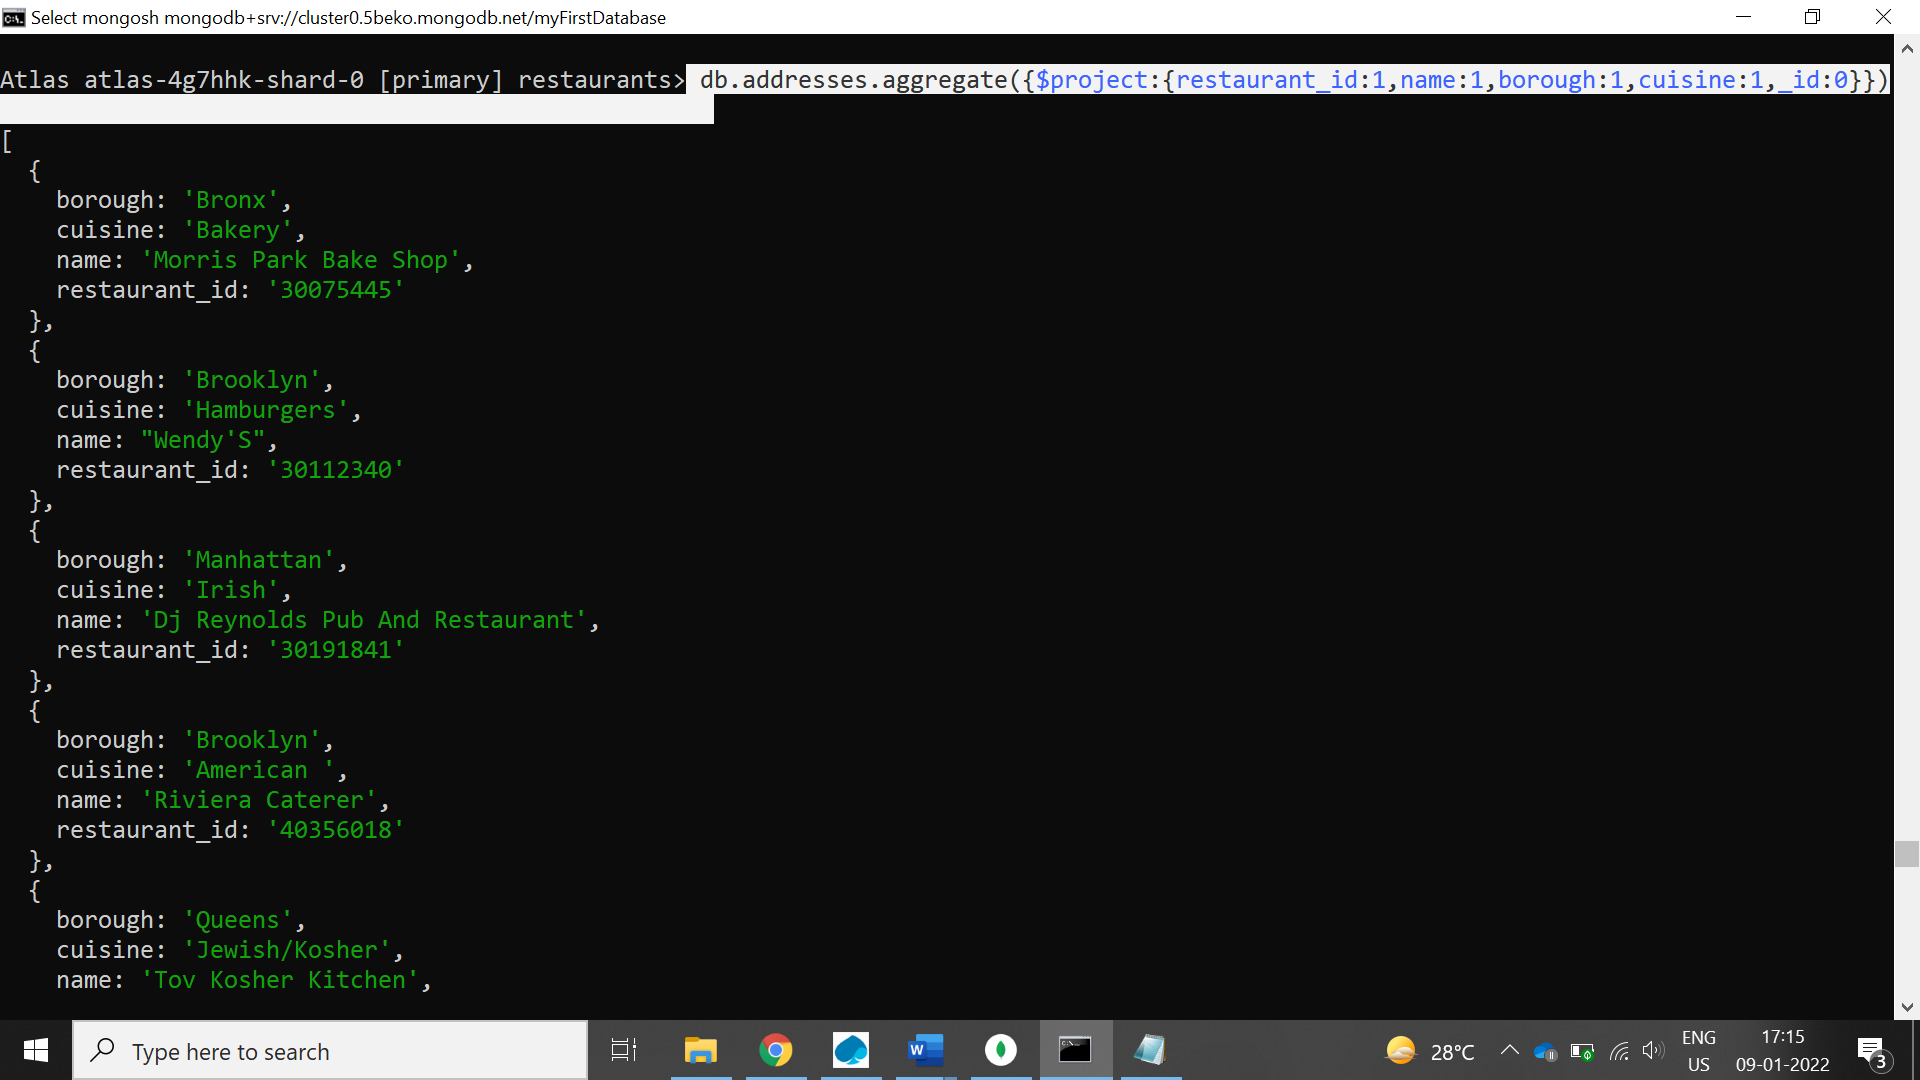 Select mongosh mongodb+srv://cluster0.5beko.mongodb.net/myFirstDatabase
Atlas atlas-4g7hhk-shard-0 [primary] restaurants> db.addresses.aggregate({$project:{restaurant_id:1,name:1,borough:1,cuisine:1,_id:0}})
[
{
borough: 'Bronx',
cuisine: 'Bakery',
name: 'Morris Park Bake Shop',
restaurant_id: '30075445'
},
{
borough: 'Brooklyn',
cuisine: 'Hamburgers',
name: "Wendy'S",
restaurant_id: '30112340'
},
{
borough: 'Manhattan',
cuisine: 'Irish',
name: 'Dj Reynolds Pub And Restaurant',
restaurant_id: '30191841'
},
{
borough: 'Brooklyn',
cuisine: 'American ',
name: 'Riviera Caterer',
restaurant_id: '40356018'
},
{
borough: 'Queens',
cuisine: 'Jewish/Kosher',
name: 'Tov Kosher Kitchen',
Type here to search
28°C
ENG
US
17:15
09-01-2022
3